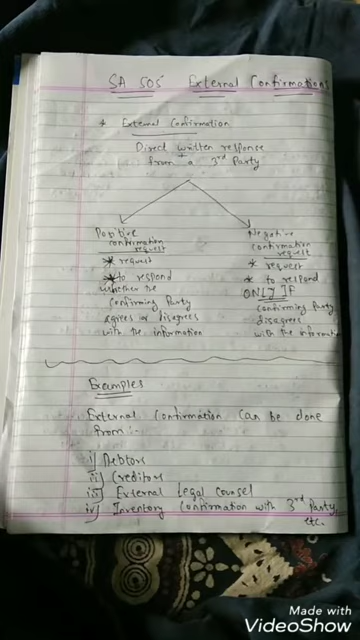 SA 505 External Confirmations
* External Confirmation
Direct written response
from a 3rd Party
Positive
confirmation
request
* request
* to respond
whether the
confirming Party
agrees or disagrees
with the information
Negative
confirmation
request
* request
* to respond
ONLY IF
confirming Party
disagrees
with the information
Examples
External Confirmation can be done
from:-
i) Debtors
ii) Creditors
iii) External Legal counsel
iv) Inventory Confirmation with 3rd Party,
etc.
Made with
VideoShow